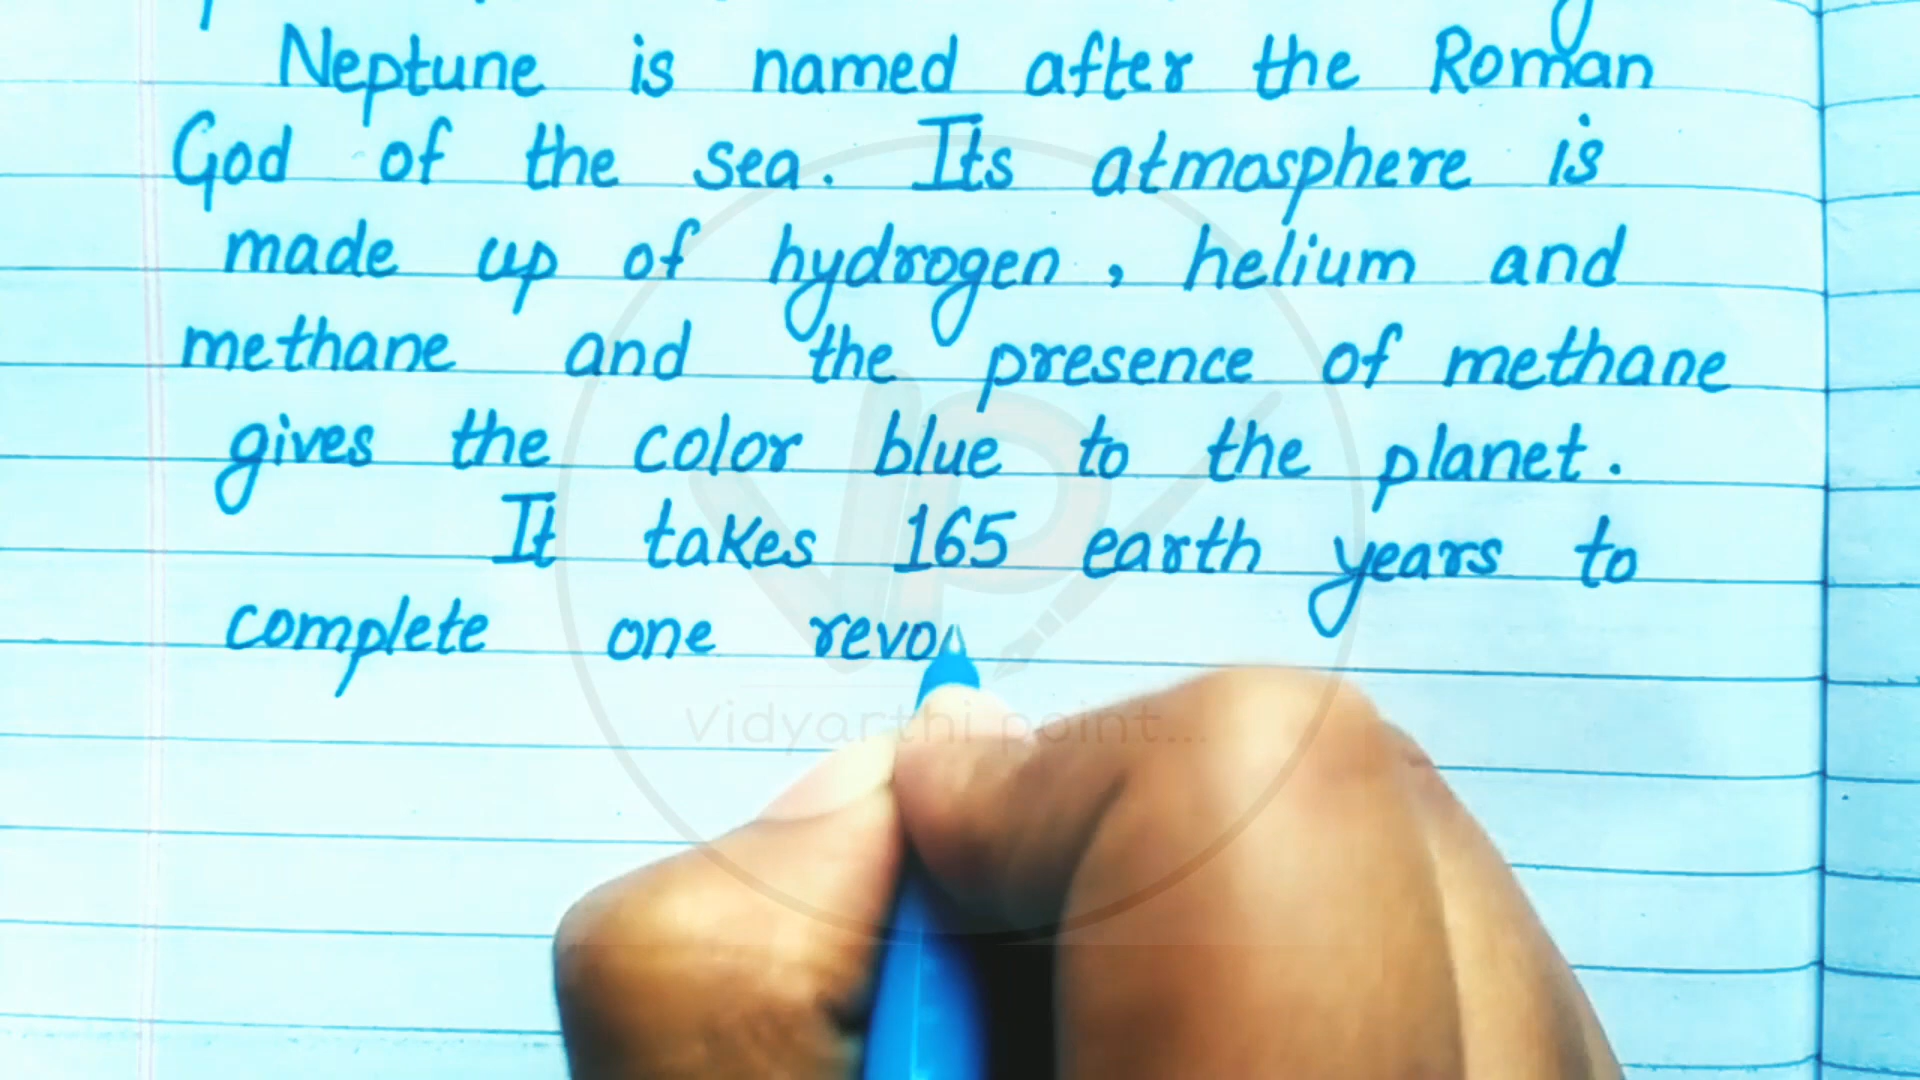 Neptune is named after the Roman
God of the sea. Its atmosphere is
made up of hydrogen, helium and
methane and the presence of methane
gives the color blue to the planet.
It takes 165 earth years to
complete one revo
Vidyarthi point...